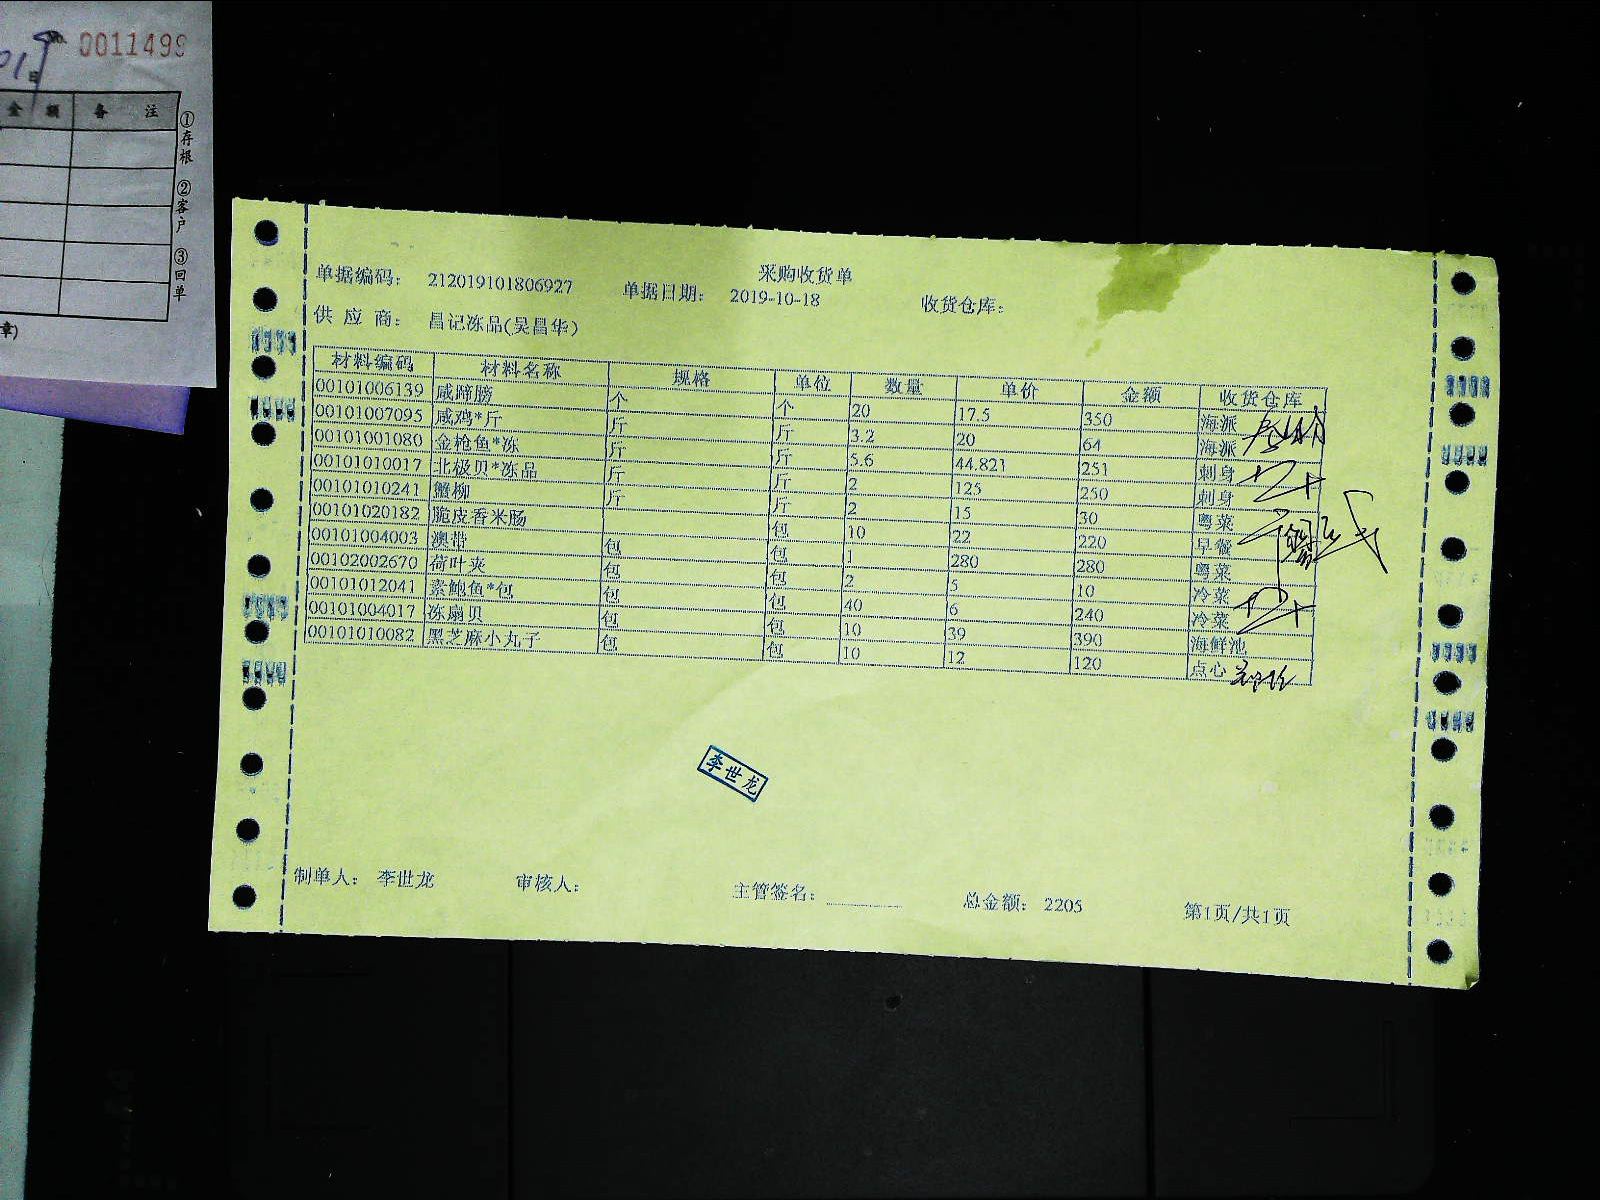 0011499
日
金 额 备 注
①存根 ②客户 ③回单
章)
采购收货单
单据编码: 212019101806927 单据日期: 2019-10-18 收货仓库:
供 应 商: 昌记冻品(吴昌华)
材料编码 材料名称 规格 单位 数量 单价 金额 收货仓库
00101006139 咸蹄膀 个 个 20 17.5 350 海派
00101007095 咸鸡*斤 斤 斤 3.2 20 64 海派
00101001080 金枪鱼*冻 斤 斤 5.6 44.821 251 刺身
00101010017 北极贝*冻品 斤 斤 2 125 250 刺身
00101010241 蟹柳 斤 斤 2 15 30 粤菜
00101020182 脆皮香米肠 包 10 22 220 早餐
00101004003 澳带 包 包 1 280 280 粤菜
00102002670 荷叶夹 包 包 2 5 10 冷菜
00101012041 素鲍鱼*包 包 包 40 6 240 冷菜
00101004017 冻扇贝 包 包 10 39 390 海鲜池
00101010082 黑芝麻小丸子 包 包 10 12 120 点心
李世龙
制单人: 李世龙 审核人: 主管签名: 总金额: 2205 第1页/共1页